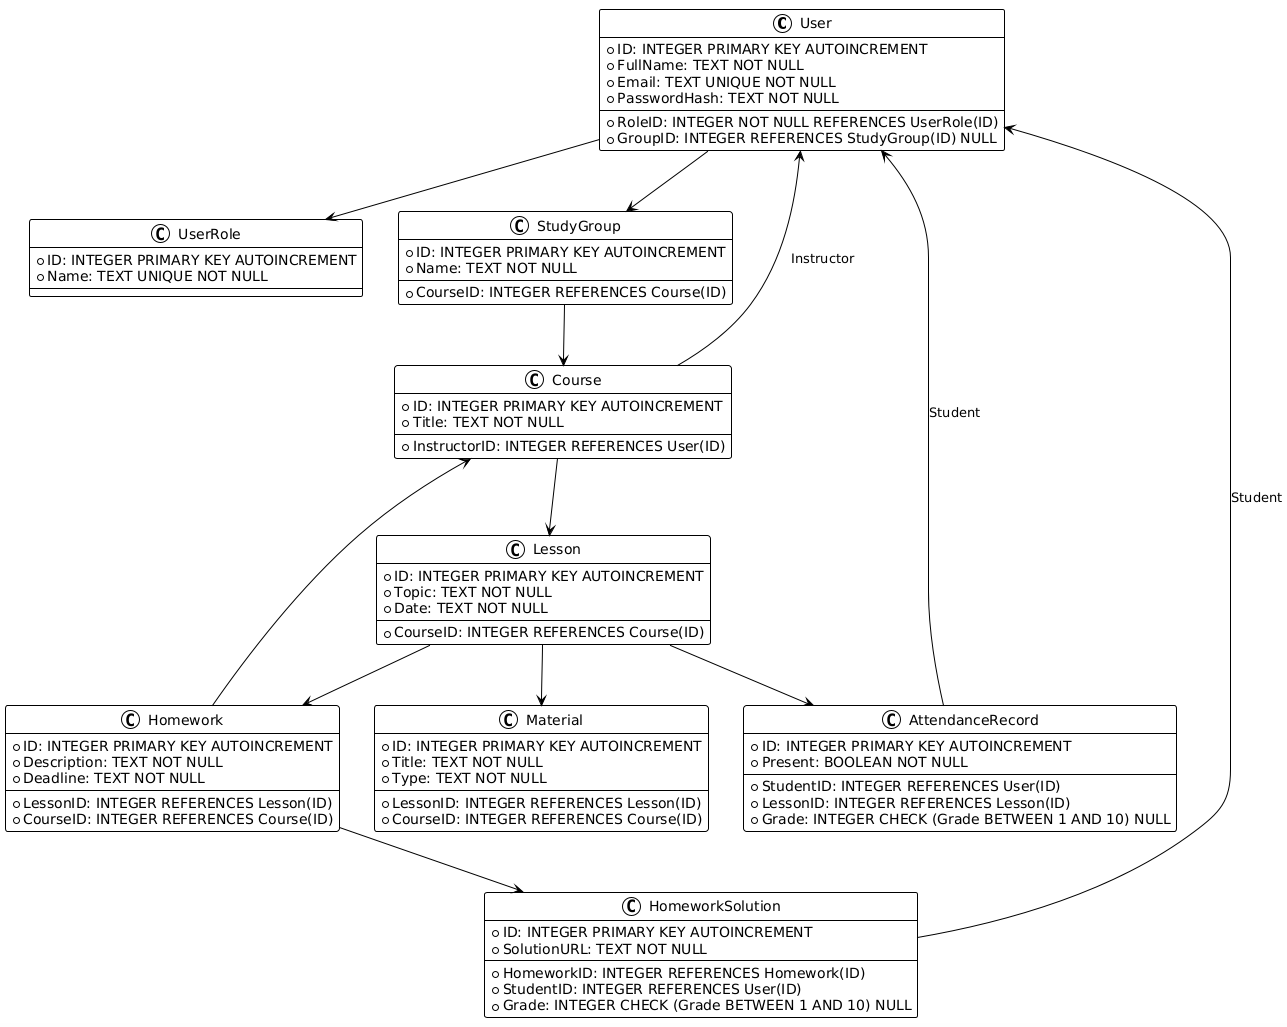 C User
ID: INTEGER PRIMARY KEY AUTOINCREMENT
FullName: TEXT NOT NULL
Email: TEXT UNIQUE NOT NULL
PasswordHash: TEXT NOT NULL
RoleID: INTEGER NOT NULL REFERENCES UserRole(ID)
GroupID: INTEGER REFERENCES StudyGroup(ID) NULL
C UserRole
ID: INTEGER PRIMARY KEY AUTOINCREMENT
Name: TEXT UNIQUE NOT NULL
C StudyGroup
ID: INTEGER PRIMARY KEY AUTOINCREMENT
Name: TEXT NOT NULL
CourseID: INTEGER REFERENCES Course(ID)
Instructor
C Course
ID: INTEGER PRIMARY KEY AUTOINCREMENT
Title: TEXT NOT NULL
InstructorID: INTEGER REFERENCES User(ID)
Student
Student
C Lesson
ID: INTEGER PRIMARY KEY AUTOINCREMENT
Topic: TEXT NOT NULL
Date: TEXT NOT NULL
CourseID: INTEGER REFERENCES Course(ID)
C Homework
ID: INTEGER PRIMARY KEY AUTOINCREMENT
Description: TEXT NOT NULL
Deadline: TEXT NOT NULL
LessonID: INTEGER REFERENCES Lesson(ID)
CourseID: INTEGER REFERENCES Course(ID)
C Material
ID: INTEGER PRIMARY KEY AUTOINCREMENT
Title: TEXT NOT NULL
Type: TEXT NOT NULL
LessonID: INTEGER REFERENCES Lesson(ID)
CourseID: INTEGER REFERENCES Course(ID)
C AttendanceRecord
ID: INTEGER PRIMARY KEY AUTOINCREMENT
Present: BOOLEAN NOT NULL
StudentID: INTEGER REFERENCES User(ID)
LessonID: INTEGER REFERENCES Lesson(ID)
Grade: INTEGER CHECK (Grade BETWEEN 1 AND 10) NULL
C HomeworkSolution
ID: INTEGER PRIMARY KEY AUTOINCREMENT
SolutionURL: TEXT NOT NULL
HomeworkID: INTEGER REFERENCES Homework(ID)
StudentID: INTEGER REFERENCES User(ID)
Grade: INTEGER CHECK (Grade BETWEEN 1 AND 10) NULL